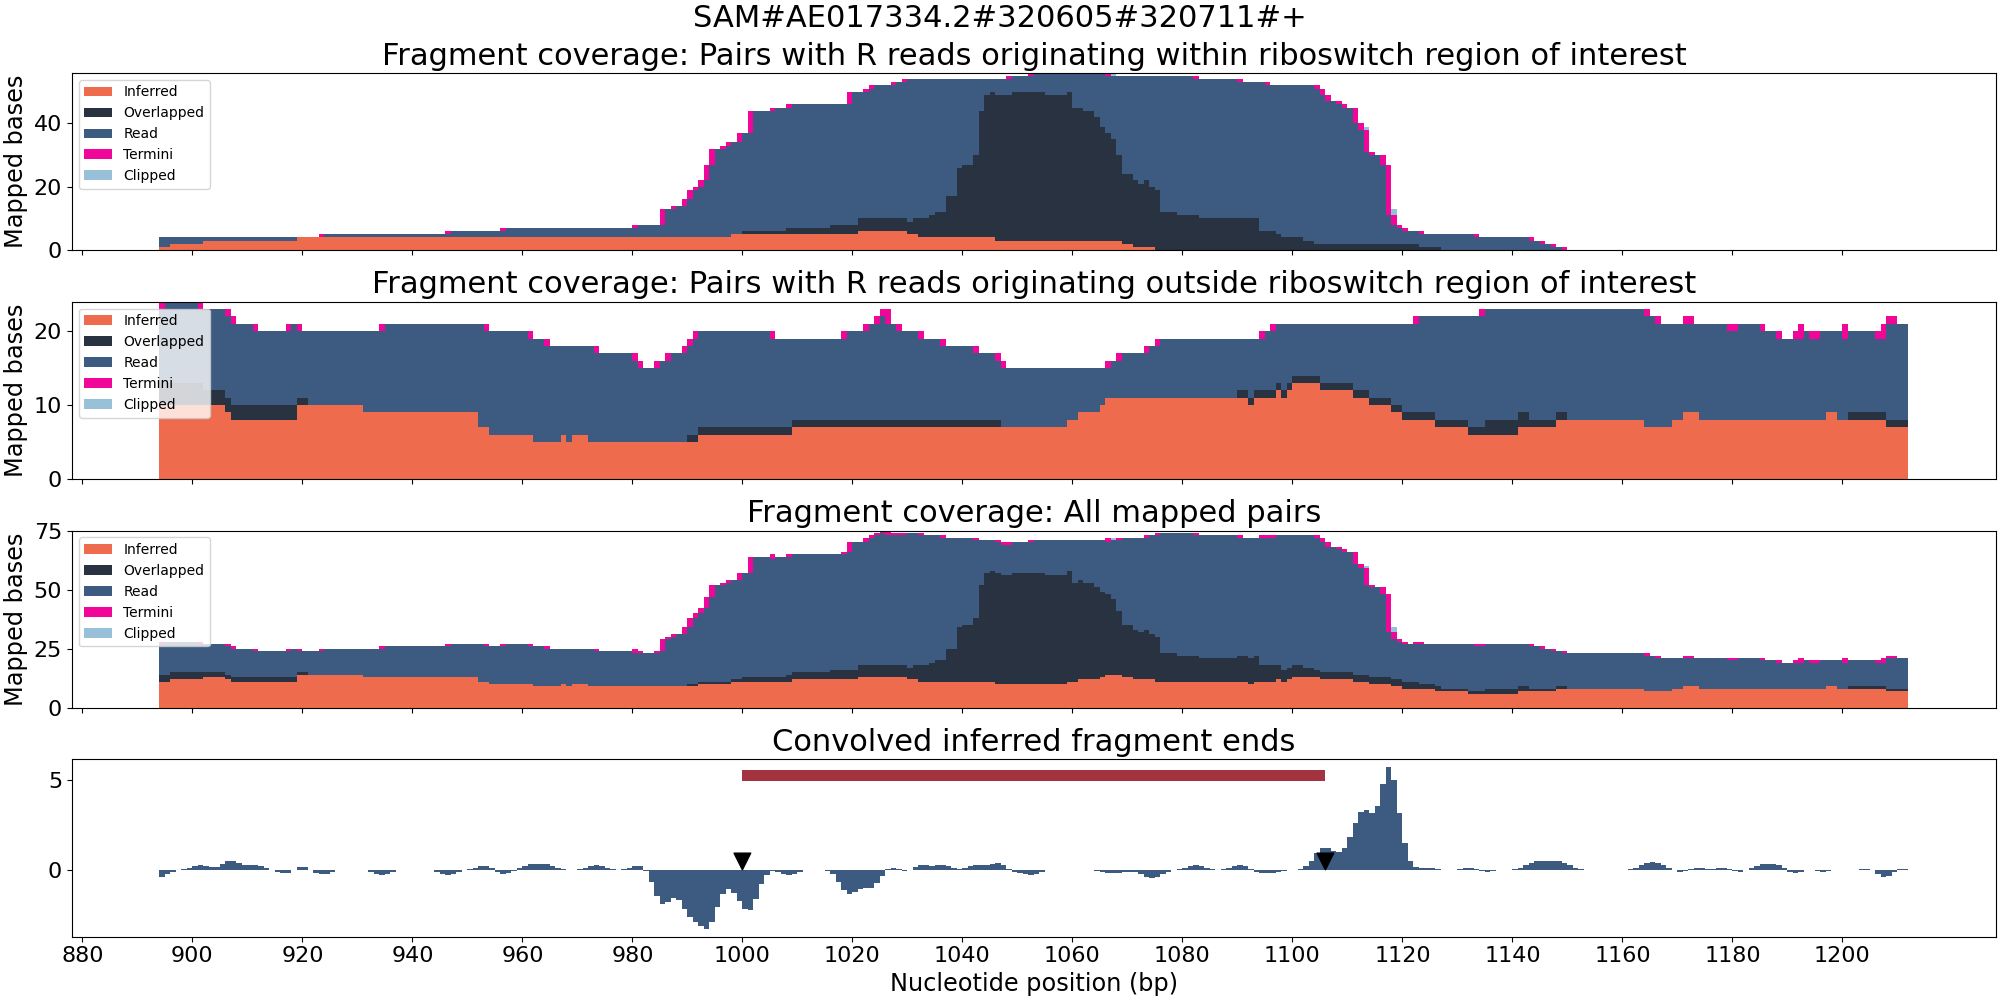 SAM#AE017334.2#320605#320711#+
Fragment coverage: Pairs with R reads originating within riboswitch region of interest
Mapped bases
40
20
0
Inferred
Overlapped
Read
Termini
Clipped
Fragment coverage: Pairs with R reads originating outside riboswitch region of interest
Mapped bases
20
10
0
Inferred
Overlapped
Read
Termini
Clipped
Fragment coverage: All mapped pairs
Mapped bases
75
50
25
0
Inferred
Overlapped
Read
Termini
Clipped
Convolved inferred fragment ends
5
0
880 900 920 940 960 980 1000 1020 1040 1060 1080 1100 1120 1140 1160 1180 1200
Nucleotide position (bp)